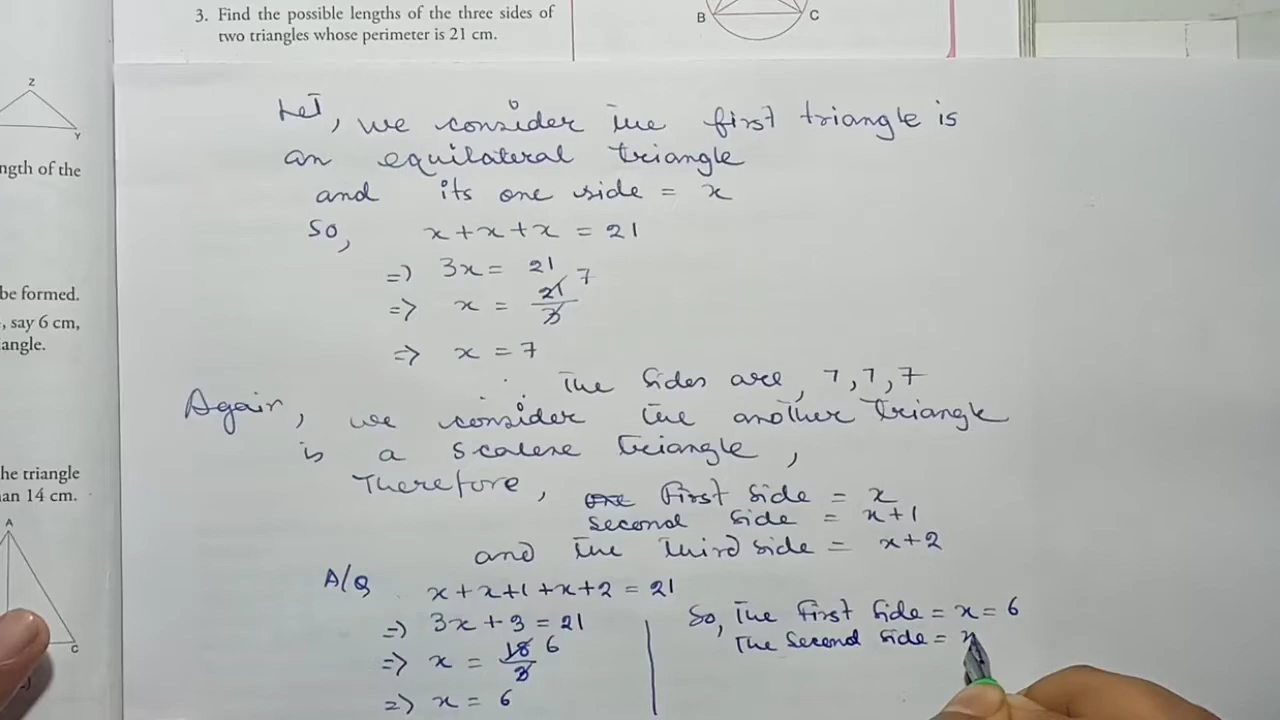 3. Find the possible lengths of the three sides of
two triangles whose perimeter is 21 cm.
B C
Z
Y
ngth of the
be formed.
, say 6 cm,
angle.
he triangle
an 14 cm.
A
C
Let, we consider the first triangle is
an equilateral triangle
and its one side = x
So, x+x+x = 21
=> 3x = 21
=> x = 21/3 7
=> x = 7
The sides are, 7,7,7
Again, we consider the another triangle
is a scalene triangle,
Therefore, First side = x
second side = x+1
and the third side = x+2
A/Q x+x+1+x+2 = 21
=> 3x+3 = 21
=> x = 18/3 6
=> x = 6
So, The First side = x = 6
The Second side = x